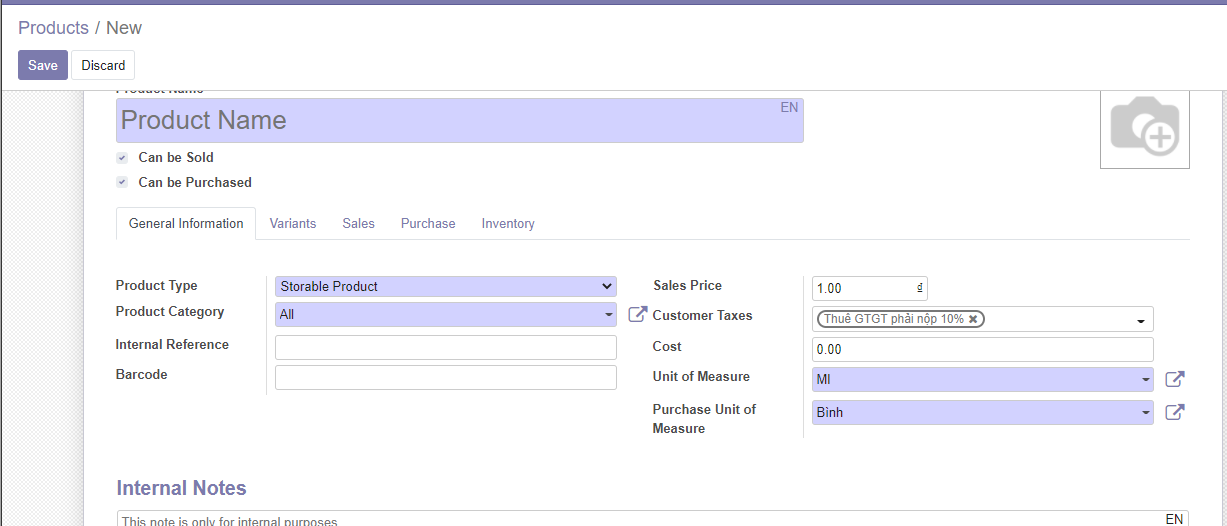 Products / New
Save
Discard
Product Name
Product Name
EN
Can be Sold
Can be Purchased
General Information
Variants
Sales
Purchase
Inventory
Product Type
Storable Product
Product Category
All
Internal Reference
Barcode
Sales Price
1.00
₫
Customer Taxes
Thuế GTGT phải nộp 10%
Cost
0.00
Unit of Measure
Ml
Purchase Unit of
Measure
Bình
Internal Notes
This note is only for internal purposes
EN